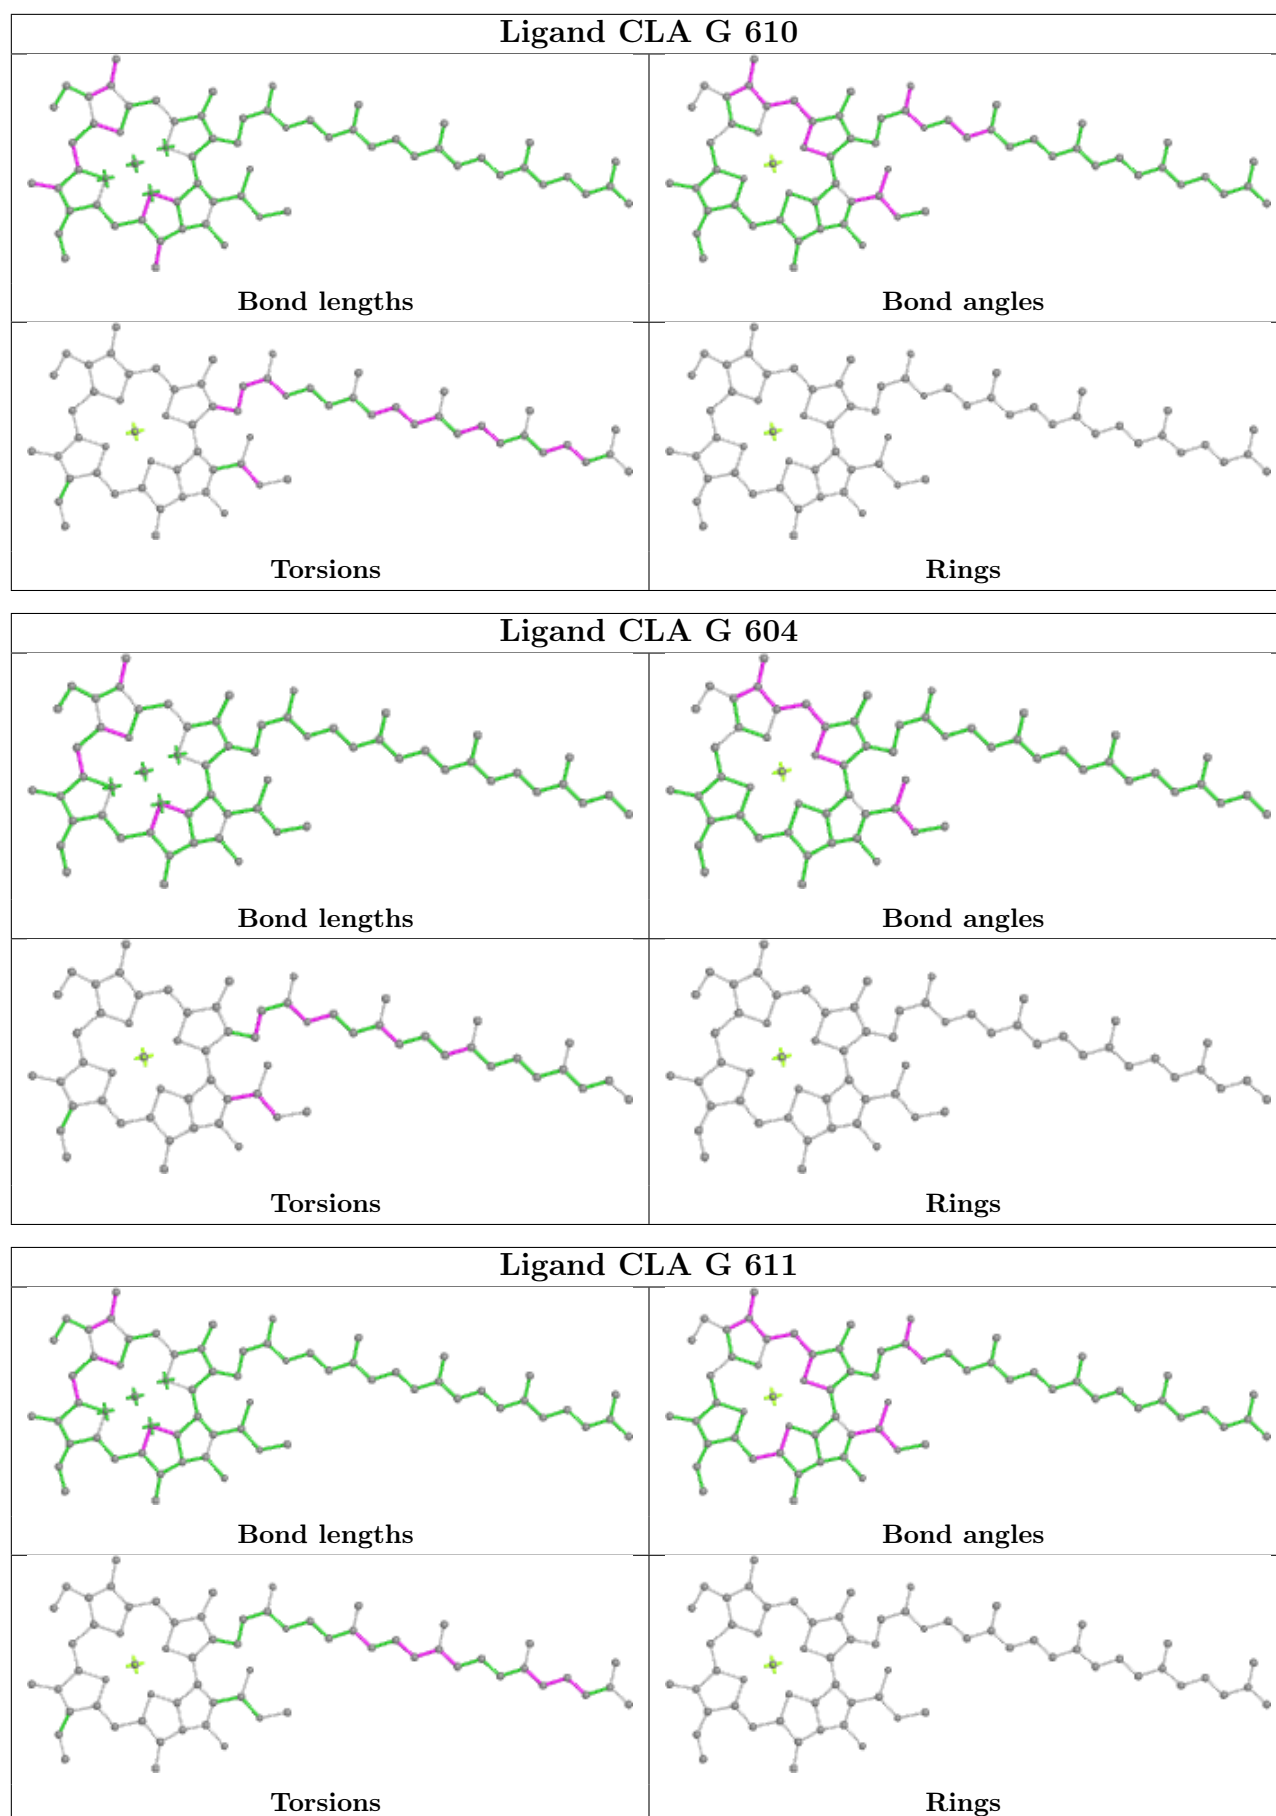 Ligand CLA G 610
Bond lengths
Bond angles
Torsions
Rings
Ligand CLA G 604
Bond lengths
Bond angles
Torsions
Rings
Ligand CLA G 611
Bond lengths
Bond angles
Torsions
Rings